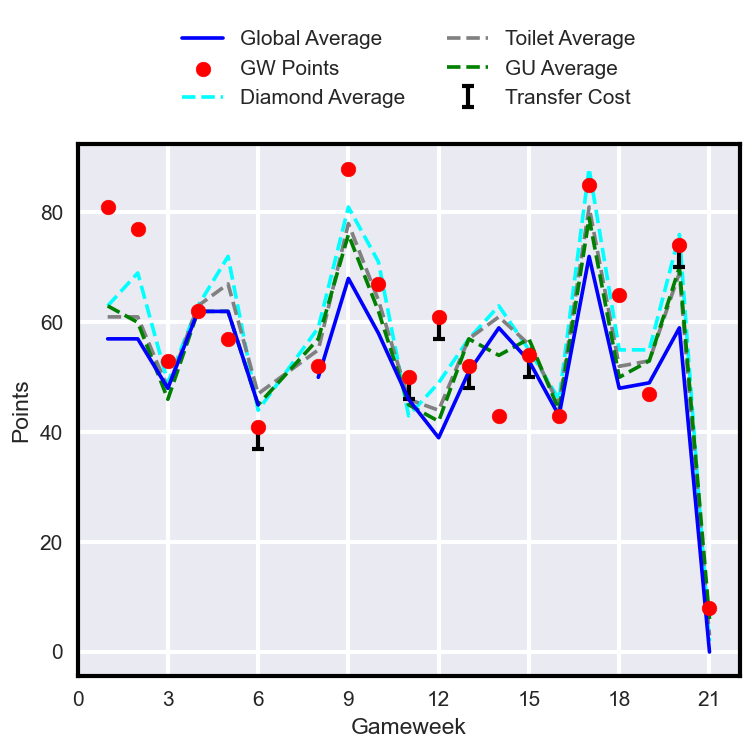 Global Average
GW Points
Diamond Average
Toilet Average
GU Average
Transfer Cost
80
60
40
20
0
Points
0 3 6 9 12 15 18 21
Gameweek